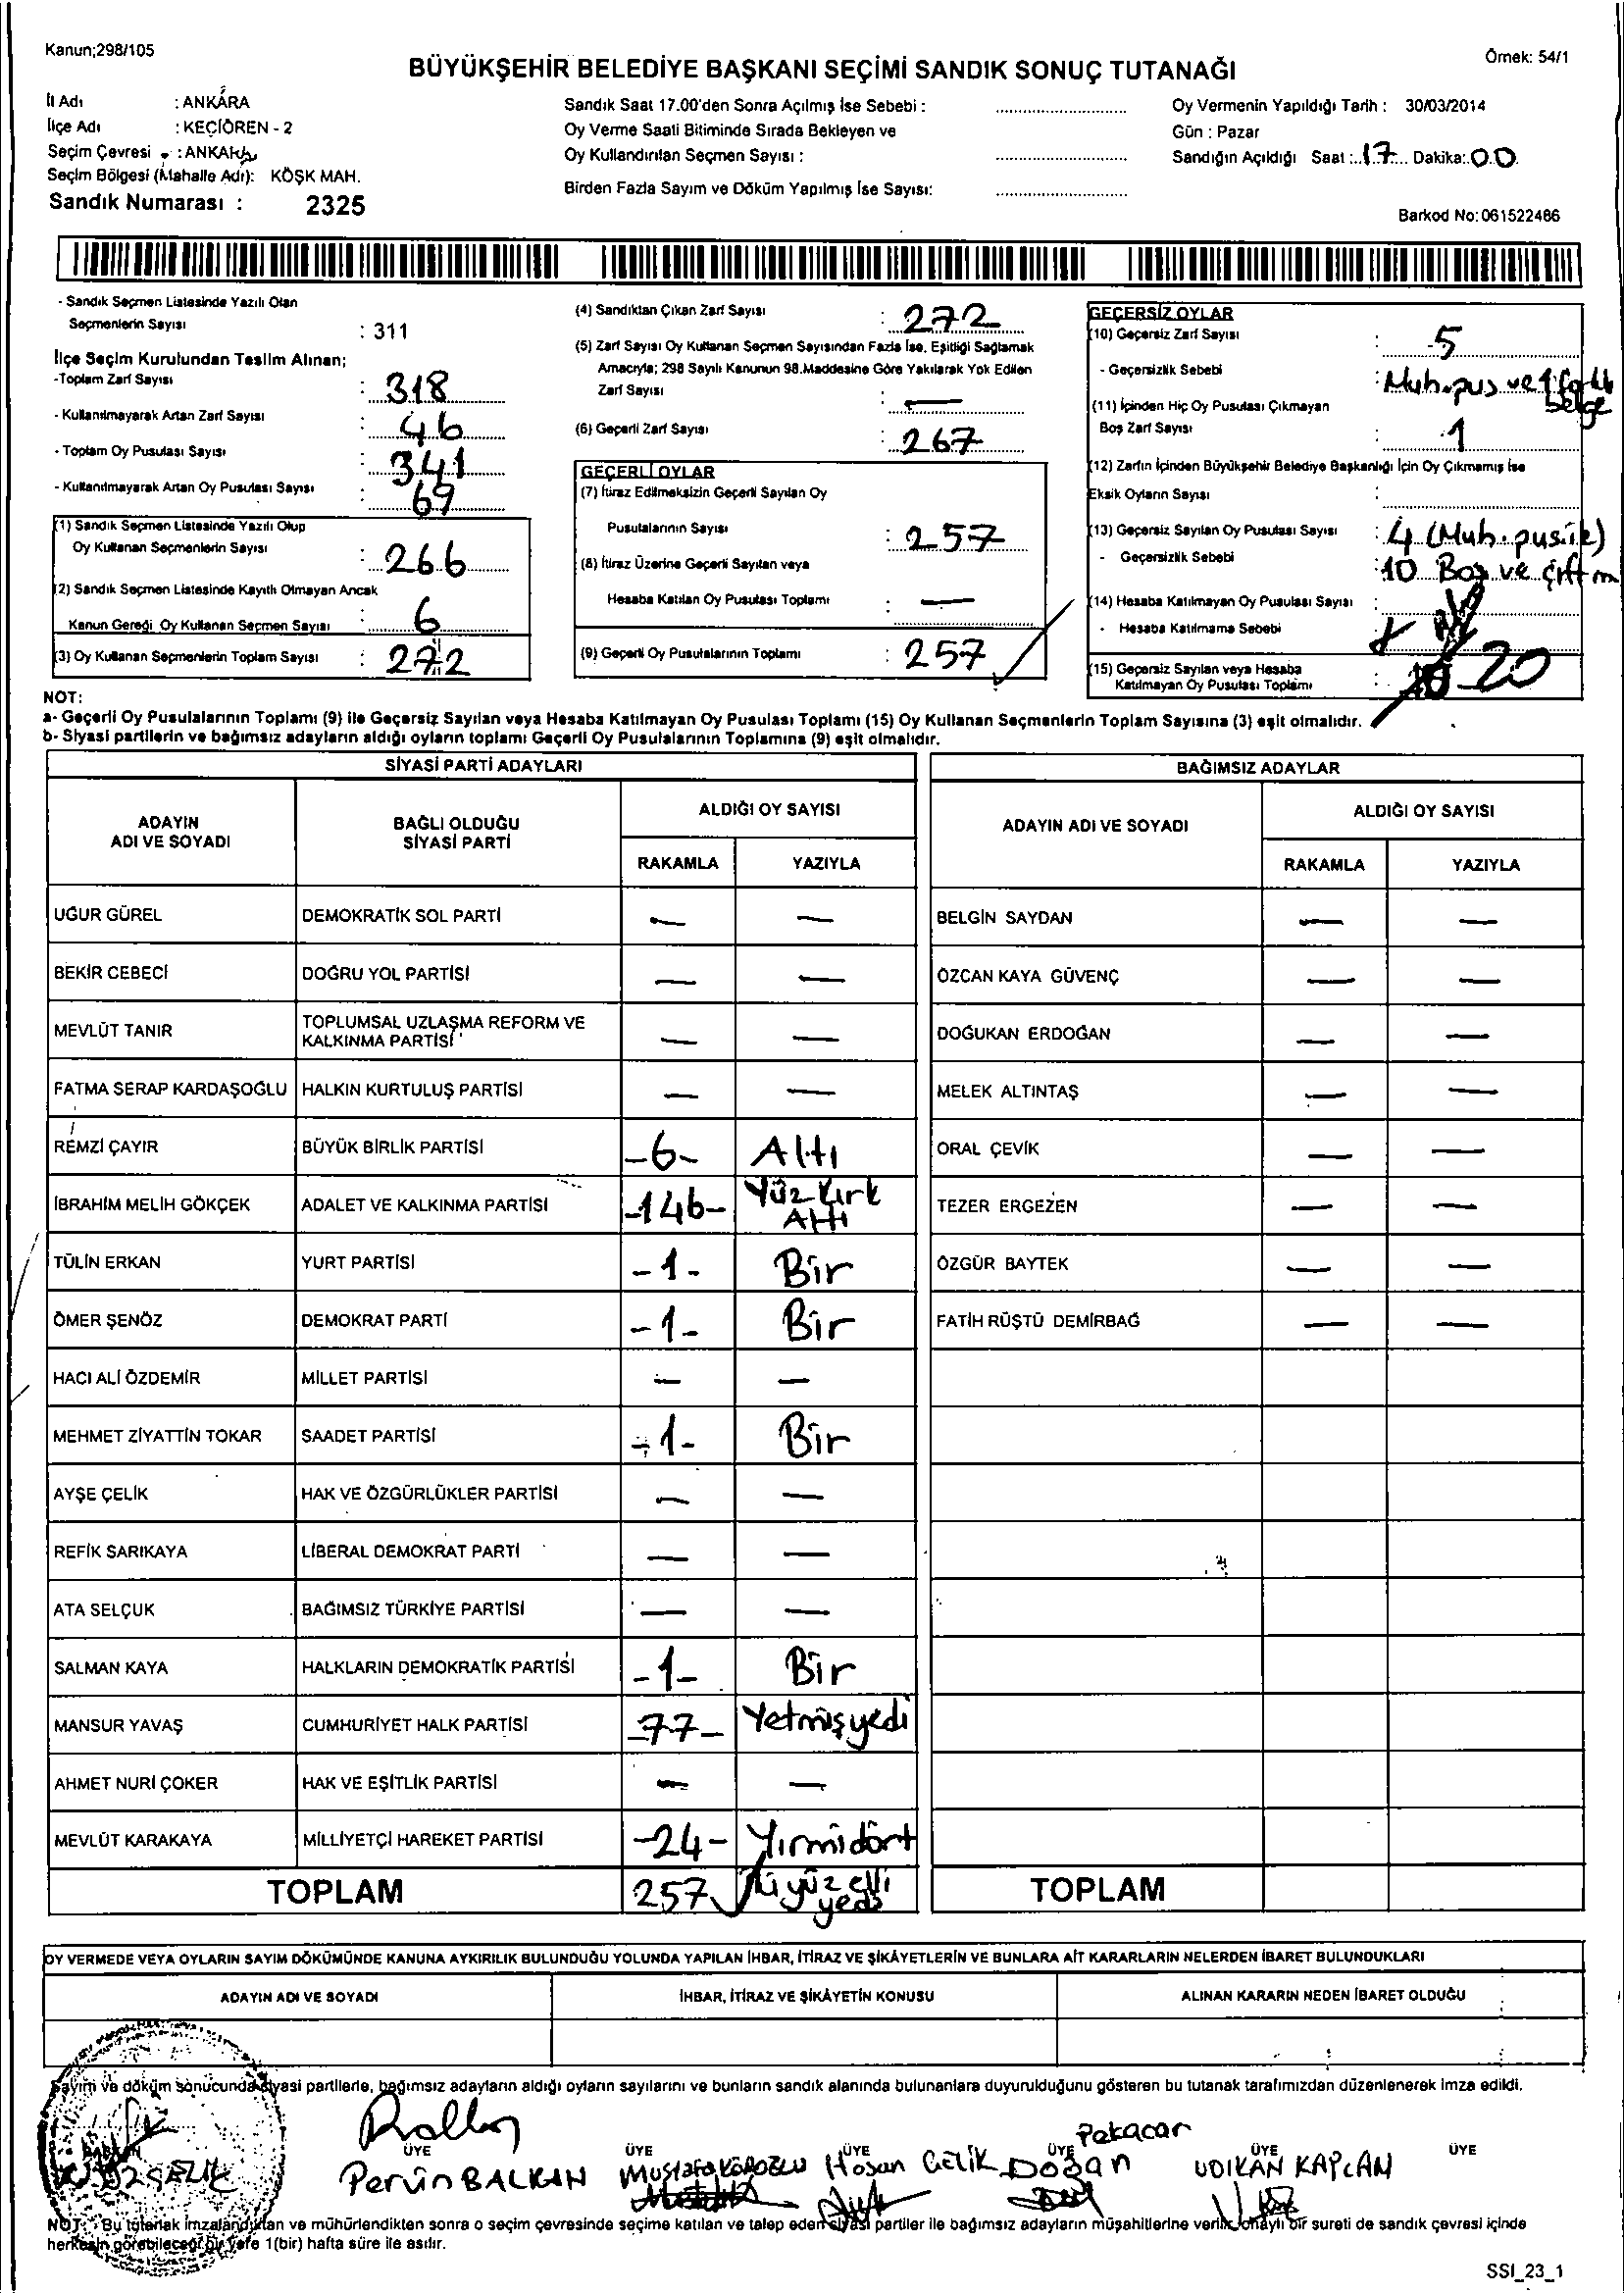 Kanun;298/105
Örnek: 54/1
BÜYÜKŞEHİR BELEDİYE BAŞKANI SEÇİMİ SANDIK SONUÇ TUTANAĞI
İl Adı : ANKARA
İlçe Adı : KEÇİÖREN - 2
Seçim Çevresi : ANKARA
Seçim Bölgesi (Mahalle Adı): KÖŞK MAH.
Sandık Numarası : 2325
Sandık Saat 17.00'den Sonra Açılmış İse Sebebi :
Oy Verme Saati Bitiminde Sırada Bekleyen ve
Oy Kullandırılan Seçmen Sayısı :
Birden Fazla Sayım ve Döküm Yapılmış İse Sayısı:
Oy Vermenin Yapıldığı Tarih : 30/03/2014
Gün : Pazar
Sandığın Açıldığı Saat : 17 Dakika: 00
Barkod No: 061522486
- Sandık Seçmen Listesinde Yazılı Olan
Seçmenlerin Sayısı : 311
İlçe Seçim Kurulundan Teslim Alınan;
-Toplam Zarf Sayısı : 318
- Kullanılmayarak Artan Zarf Sayısı : 46
- Toplam Oy Pusulası Sayısı : 341
- Kullanılmayarak Artan Oy Pusulası Sayısı : 69
(1) Sandık Seçmen Listesinde Yazılı Olup
Oy Kullanan Seçmenlerin Sayısı : 266
(2) Sandık Seçmen Listesinde Kayıtlı Olmayan Ancak
Kanun Gereği Oy Kullanan Seçmen Sayısı : 6
(3) Oy Kullanan Seçmenlerin Toplam Sayısı : 272
(4) Sandıktan Çıkan Zarf Sayısı : 272
(5) Zarf Sayısı Oy Kullanan Seçmen Sayısından Fazla İse, Eşitliği Sağlamak
Amacıyla; 298 Sayılı Kanunun 98.Maddesine Göre Yakılarak Yok Edilen
Zarf Sayısı : —
(6) Geçerli Zarf Sayısı : 267
GEÇERLİ OYLAR
(7) İtiraz Edilmeksizin Geçerli Sayılan Oy
Pusulalarının Sayısı : 257
(8) İtiraz Üzerine Geçerli Sayılan veya
Hesaba Katılan Oy Pusulası Toplamı : —
(9) Geçerli Oy Pusulalarının Toplamı : 257
GEÇERSİZ OYLAR
(10) Geçersiz Zarf Sayısı : 5
- Geçersizlik Sebebi : Muh. pus ve 1 farklı
belge
(11) İçinden Hiç Oy Pusulası Çıkmayan
Boş Zarf Sayısı : 1
(12) Zarfın İçinden Büyükşehir Belediye Başkanlığı İçin Oy Çıkmamış İse
Eksik Oyların Sayısı :
(13) Geçersiz Sayılan Oy Pusulası Sayısı : 4 (Muh. pusilk)
- Geçersizlik Sebebi : 10 Boş ve çift m
(14) Hesaba Katılmayan Oy Pusulası Sayısı :
- Hesaba Katılmama Sebebi
(15) Geçersiz Sayılan veya Hesaba
Katılmayan Oy Pusulası Toplamı : 20
NOT:
a- Geçerli Oy Pusulalarının Toplamı (9) ile Geçersiz Sayılan veya Hesaba Katılmayan Oy Pusulası Toplamı (15) Oy Kullanan Seçmenlerin Toplam Sayısına (3) eşit olmalıdır.
b- Siyasi partilerin ve bağımsız adayların aldığı oyların toplamı Geçerli Oy Pusulalarının Toplamına (9) eşit olmalıdır.
SİYASİ PARTİ ADAYLARI
ADAYIN ADI VE SOYADI
BAĞLI OLDUĞU SİYASİ PARTİ
ALDIĞI OY SAYISI
RAKAMLA YAZIYLA
UĞUR GÜREL DEMOKRATİK SOL PARTİ — —
BEKİR CEBECİ DOĞRU YOL PARTİSİ — —
MEVLÜT TANIR TOPLUMSAL UZLAŞMA REFORM VE
KALKINMA PARTİSİ — —
FATMA SERAP KARDAŞOĞLU HALKIN KURTULUŞ PARTİSİ — —
REMZİ ÇAYIR BÜYÜK BİRLİK PARTİSİ -6- Altı
İBRAHİM MELİH GÖKÇEK ADALET VE KALKINMA PARTİSİ -146- Yüz Kırk
Altı
TÜLİN ERKAN YURT PARTİSİ -1- Bir
ÖMER ŞENÖZ DEMOKRAT PARTİ -1- Bir
HACI ALİ ÖZDEMİR MİLLET PARTİSİ — —
MEHMET ZİYATTİN TOKAR SAADET PARTİSİ -1- Bir
AYŞE ÇELİK HAK VE ÖZGÜRLÜKLER PARTİSİ — —
REFİK SARIKAYA LİBERAL DEMOKRAT PARTİ — —
ATA SELÇUK BAĞIMSIZ TÜRKİYE PARTİSİ — —
SALMAN KAYA HALKLARIN DEMOKRATİK PARTİSİ -1- Bir
MANSUR YAVAŞ CUMHURİYET HALK PARTİSİ -77- Yetmiş yedi
AHMET NURİ ÇOKER HAK VE EŞİTLİK PARTİSİ — —
MEVLÜT KARAKAYA MİLLİYETÇİ HAREKET PARTİSİ -24- Yirmi dört
TOPLAM 257 İki yüz elli
yedi
BAĞIMSIZ ADAYLAR
ADAYIN ADI VE SOYADI
ALDIĞI OY SAYISI
RAKAMLA YAZIYLA
BELGİN SAYDAN — —
ÖZCAN KAYA GÜVENÇ — —
DOĞUKAN ERDOĞAN — —
MELEK ALTINTAŞ — —
ORAL ÇEVİK — —
TEZER ERGEZEN — —
ÖZGÜR BAYTEK — —
FATİH RÜŞTÜ DEMİRBAĞ — —
TOPLAM
OY VERMEDE VEYA OYLARIN SAYIM DÖKÜMÜNDE KANUNA AYKIRILIK BULUNDUĞU YOLUNDA YAPILAN İHBAR, İTİRAZ VE ŞİKÂYETLERİN VE BUNLARA AİT KARARLARIN NELERDEN İBARET BULUNDUKLARI
ADAYIN ADI VE SOYADI İHBAR, İTİRAZ VE ŞİKÂYETİN KONUSU ALINAN KARARIN NEDEN İBARET OLDUĞU
Sayım ve döküm sonucunda siyasi partilerle, bağımsız adayların aldığı oyların sayılarını ve bunların sandık alanında bulunanlara duyurulduğunu gösteren bu tutanak tarafımızdan düzenlenerek imza edildi.
BAŞKAN ÜYE ÜYE ÜYE ÜYE ÜYE ÜYE
Pervin BALKAN Mustafa KÖROĞLU Hasan ÇELİK Doğan Pekacar VOLKAN KAPLAN
NOT: Bu tutanak imzalandıktan ve mühürlendikten sonra o seçim çevresinde seçime katılan ve talep eden siyasi partiler ile bağımsız adayların müşahitlerine verilir, onaylı bir sureti de sandık çevresi içinde
herkesin görebileceği bir yere 1(bir) hafta süre ile asılır.
SSI_23_1